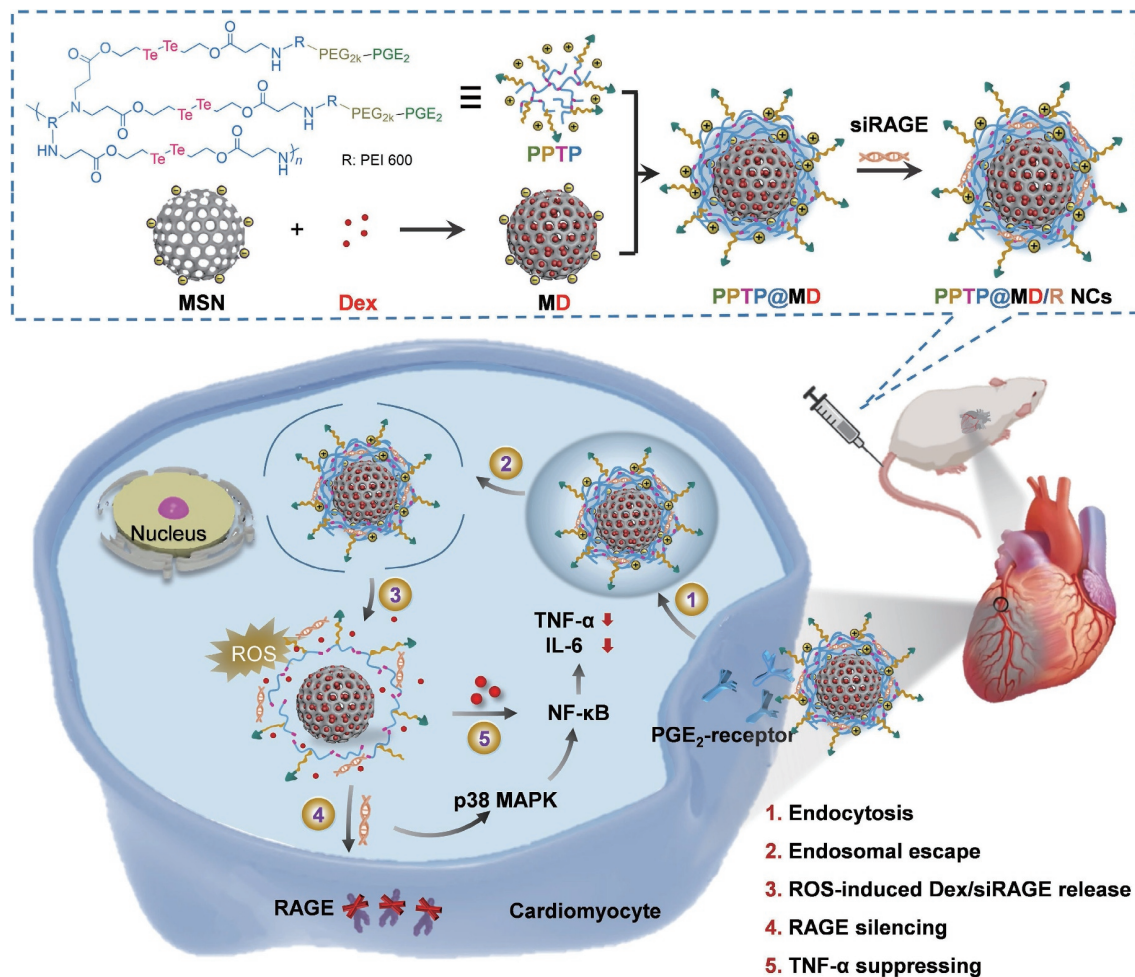 O
R
PEG2k–PGE2
O
Te
Te
O
N
H
O
N
O
Te
Te
O
O
N
H
R
PEG2k–PGE2
R
O
HN
O
Te
Te
O
O
N
H
n
R: PEI 600
≡
PPTP
siRAGE
MSN
+
Dex
MD
PPTP@MD
PPTP@MD/R NCs
Nucleus
2
1
3
TNF-α
IL-6
ROS
NF-κB
5
PGE2-receptor
4
p38 MAPK
RAGE
Cardiomyocyte
1. Endocytosis
2. Endosomal escape
3. ROS-induced Dex/siRAGE release
4. RAGE silencing
5. TNF-α suppressing